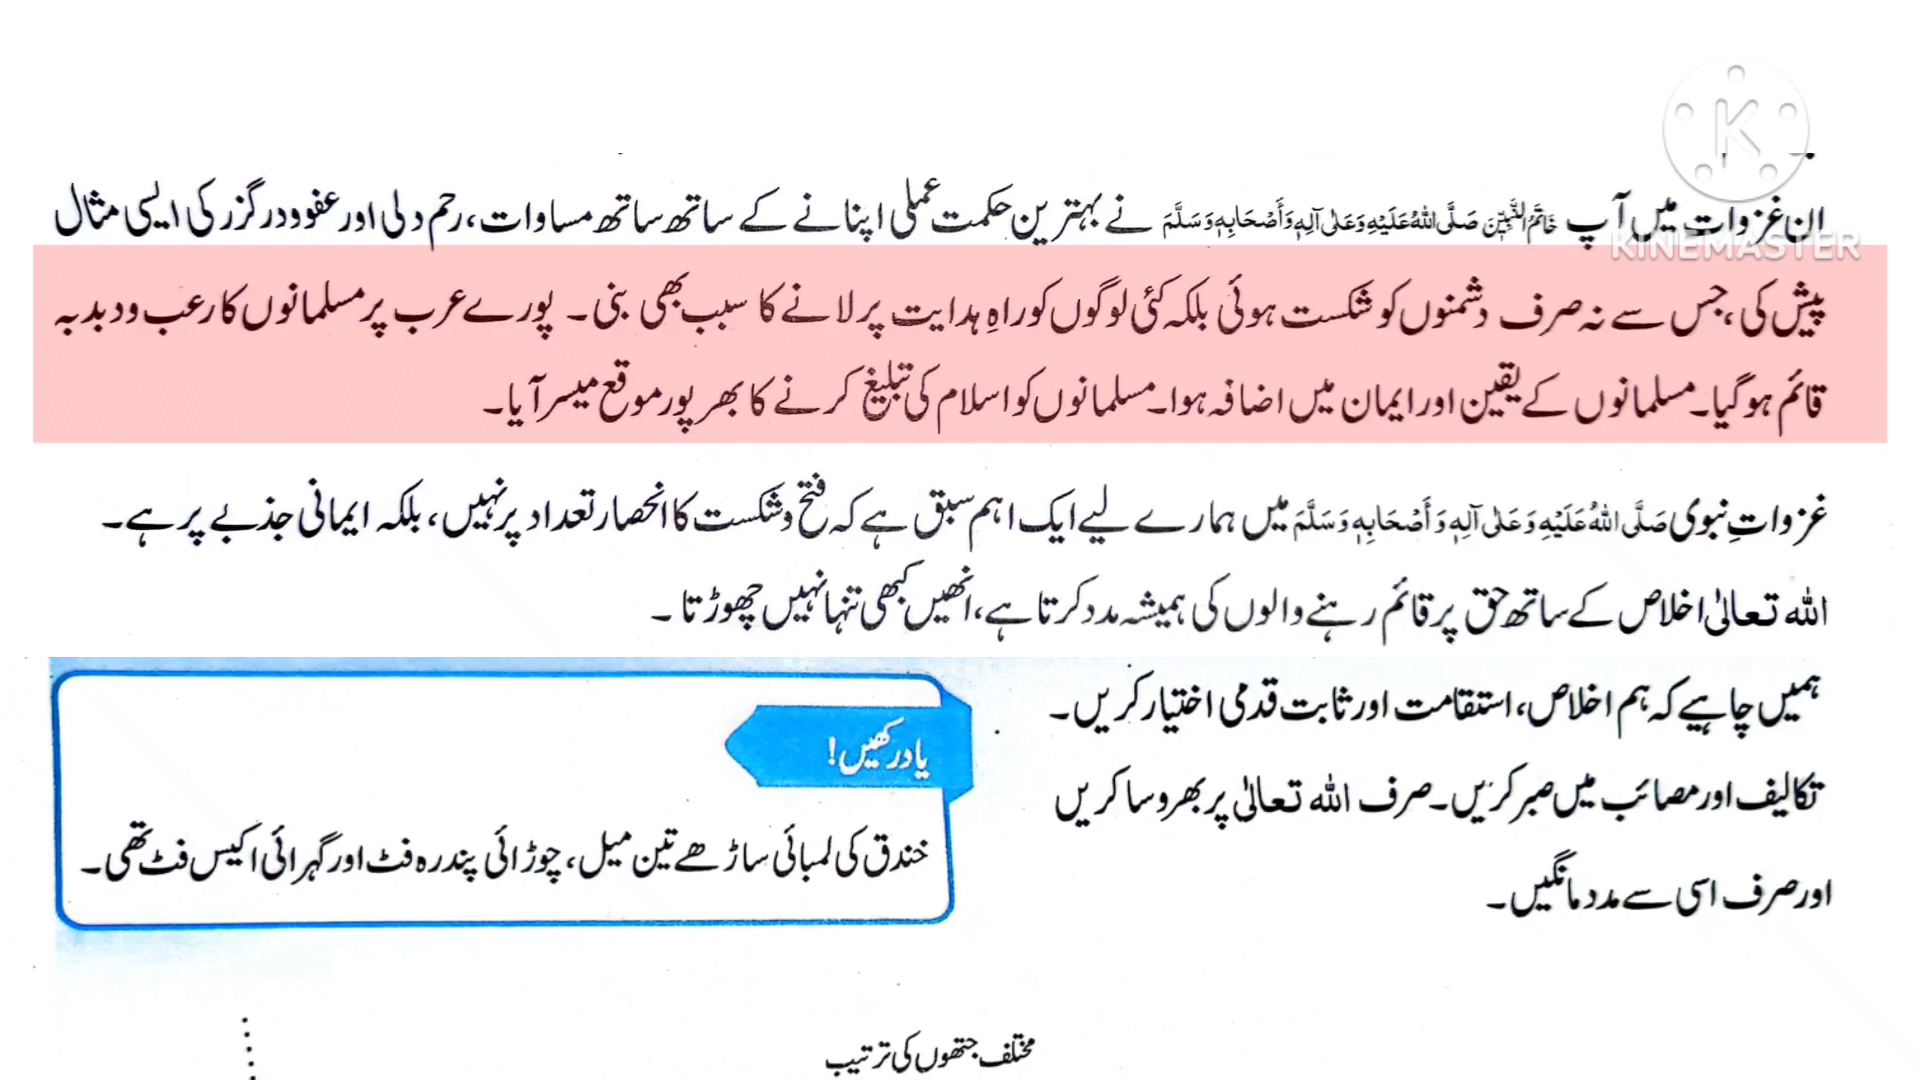 ان غزوات میں آپ خَاتَمُ النَّبِیّٖنَ صَلَّی اللہُ عَلَیْہِ وَعَلٰی آلِہٖ وَاَصْحَابِہٖ وَسَلَّمَ نے بہترین حکمت عملی اپنانے کے ساتھ ساتھ مساوات، رحم دلی اور عفو و درگزر کی ایسی مثال
پیش کی، جس سے نہ صرف دشمنوں کو شکست ہوئی بلکہ کئی لوگوں کو راہِ ہدایت پر لانے کا سبب بھی بنی۔ پورے عرب پر مسلمانوں کا رعب و دبدبہ
قائم ہو گیا۔ مسلمانوں کے یقین اور ایمان میں اضافہ ہوا۔ مسلمانوں کو اسلام کی تبلیغ کرنے کا بھرپور موقع میسر آیا۔
غزواتِ نبوی صَلَّی اللہُ عَلَیْہِ وَعَلٰی آلِہٖ وَاَصْحَابِہٖ وَسَلَّمَ میں ہمارے لیے ایک اہم سبق ہے کہ فتح و شکست کا انحصار تعداد پر نہیں، بلکہ ایمانی جذبے پر ہے۔
اللہ تعالیٰ اخلاص کے ساتھ حق پر قائم رہنے والوں کی ہمیشہ مدد کرتا ہے، انھیں کبھی تنہا نہیں چھوڑتا۔
ہمیں چاہیے کہ ہم اخلاص، استقامت اور ثابت قدمی اختیار کریں۔
تکالیف اور مصائب میں صبر کریں۔ صرف اللہ تعالیٰ پر بھروسا کریں
اور صرف اسی سے مدد مانگیں۔
یاد رکھیں!
خندق کی لمبائی ساڑھے تین میل، چوڑائی پندرہ فٹ اور گہرائی اکیس فٹ تھی۔
مختلف جتھوں کی ترتیب
K
KINEMASTER